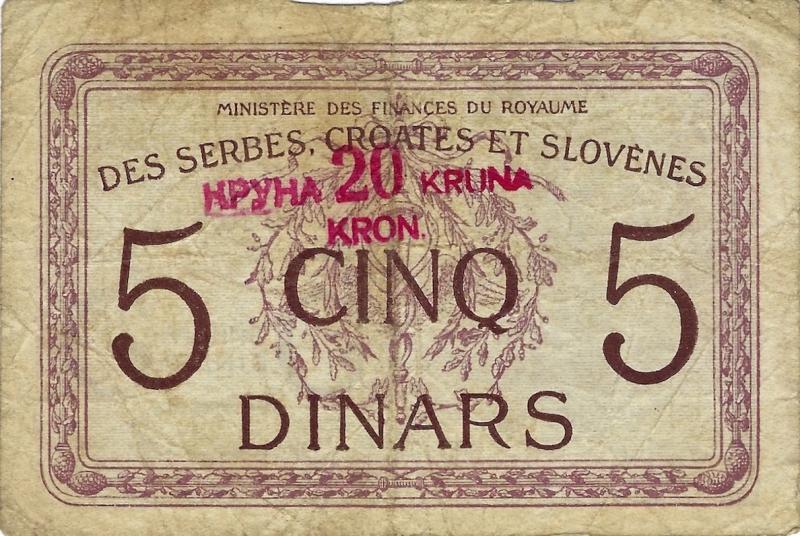 MINISTÈRE DES FINANCES DU ROYAUME
DES SERBES, CROATES ET SLOVÈNES
КРУНА 20 KRUNA
KRON.
5 CINQ 5
DINARS